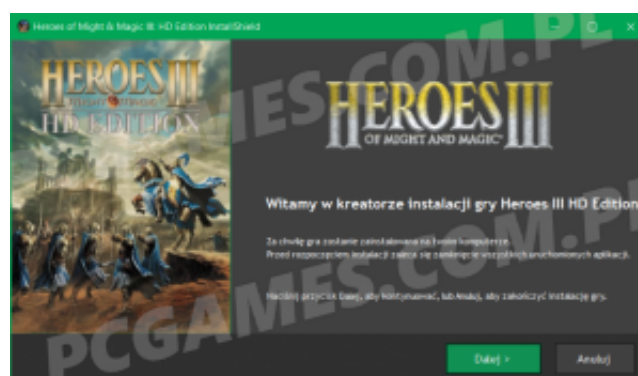 Heroes of Might & Magic III: HD Edition InstallShield
HEROES III
HD EDITION
HEROES III
OF MIGHT AND MAGIC
Witamy w kreatorze instalacji gry Heroes III HD Edition
Za chwilę gra zostanie zainstalowana na twoim komputerze.
Przed rozpoczęciem instalacji zaleca się zamknięcie wszystkich uruchomionych aplikacji.
Naciśnij przycisk Dalej, aby kontynuować, lub Anuluj, aby zakończyć instalację gry.
Dalej >
Anuluj
PCGAMES.COM.PL